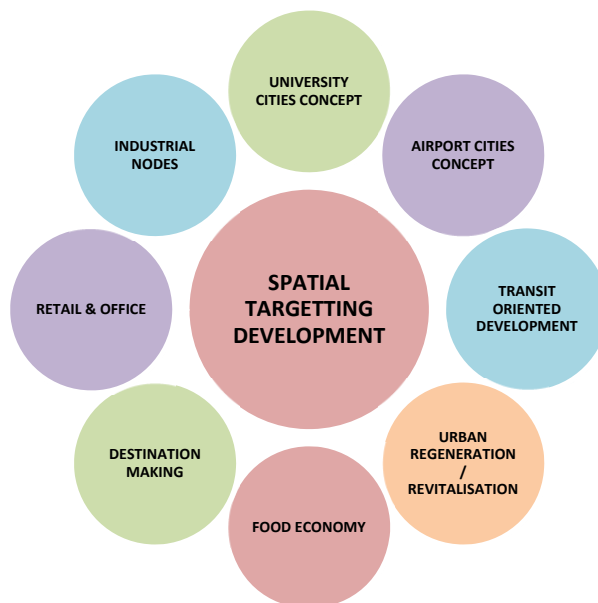 UNIVERSITY
CITIES CONCEPT
AIRPORT CITIES
CONCEPT
TRANSIT
ORIENTED
DEVELOPMENT
URBAN
REGENERATION
/
REVITALISATION
FOOD ECONOMY
DESTINATION
MAKING
RETAIL & OFFICE
INDUSTRIAL
NODES
SPATIAL
TARGETTING
DEVELOPMENT